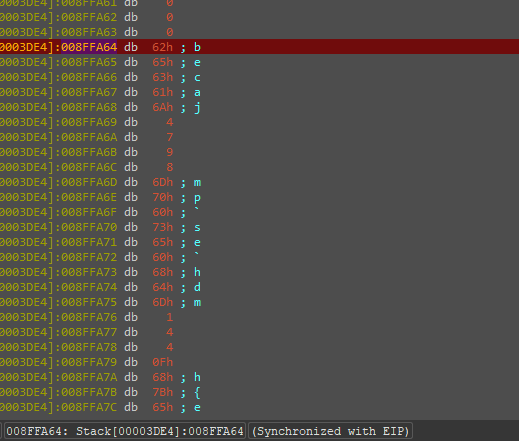 0003DE4]:008FFA61 db 0
0003DE4]:008FFA62 db 0
0003DE4]:008FFA63 db 0
0003DE4]:008FFA64 db 62h ; b
0003DE4]:008FFA65 db 65h ; e
0003DE4]:008FFA66 db 63h ; c
0003DE4]:008FFA67 db 61h ; a
0003DE4]:008FFA68 db 6Ah ; j
0003DE4]:008FFA69 db 4
0003DE4]:008FFA6A db 7
0003DE4]:008FFA6B db 9
0003DE4]:008FFA6C db 8
0003DE4]:008FFA6D db 6Dh ; m
0003DE4]:008FFA6E db 70h ; p
0003DE4]:008FFA6F db 60h ; `
0003DE4]:008FFA70 db 73h ; s
0003DE4]:008FFA71 db 65h ; e
0003DE4]:008FFA72 db 60h ; `
0003DE4]:008FFA73 db 68h ; h
0003DE4]:008FFA74 db 64h ; d
0003DE4]:008FFA75 db 6Dh ; m
0003DE4]:008FFA76 db 1
0003DE4]:008FFA77 db 4
0003DE4]:008FFA78 db 4
0003DE4]:008FFA79 db 0Fh
0003DE4]:008FFA7A db 68h ; h
0003DE4]:008FFA7B db 7Bh ; {
0003DE4]:008FFA7C db 65h ; e
008FFA64: Stack[00003DE4]:008FFA64 (Synchronized with EIP)